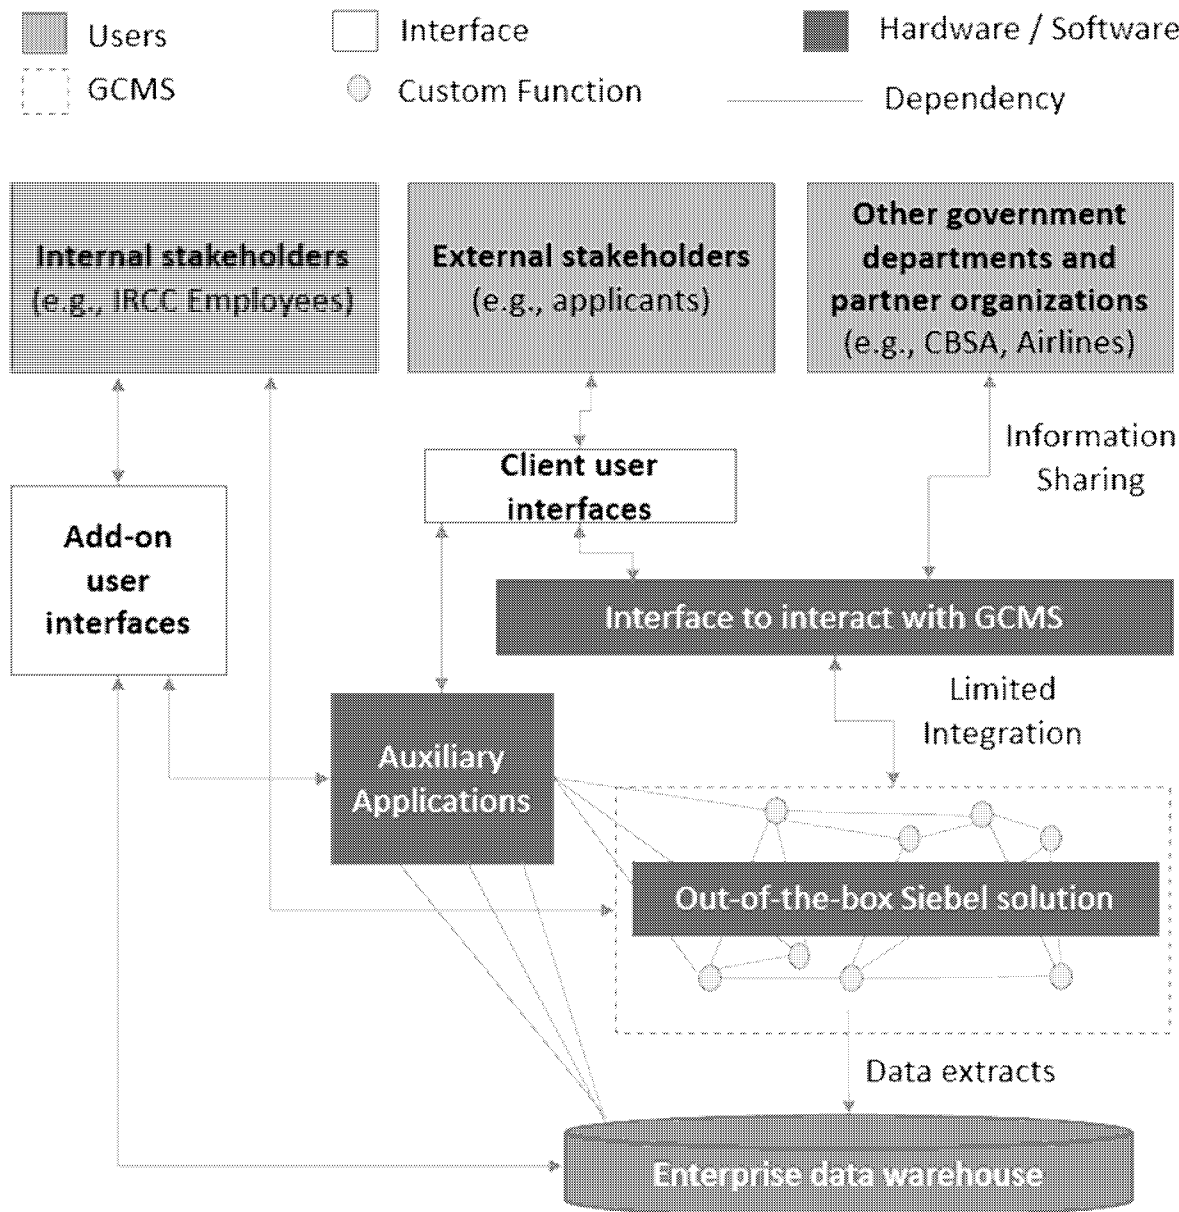 Users
Interface
Hardware / Software
GCMS
Custom Function
Dependency
Internal stakeholders
(e.g., IRCC Employees)
External stakeholders
(e.g., applicants)
Other government
departments and
partner organizations
(e.g., CBSA, Airlines)
Information
Sharing
Client user
interfaces
Add-on
user
interfaces
Interface to interact with GCMS
Limited
Integration
Auxiliary
Applications
Out-of-the-box Siebel solution
Data extracts
Enterprise data warehouse